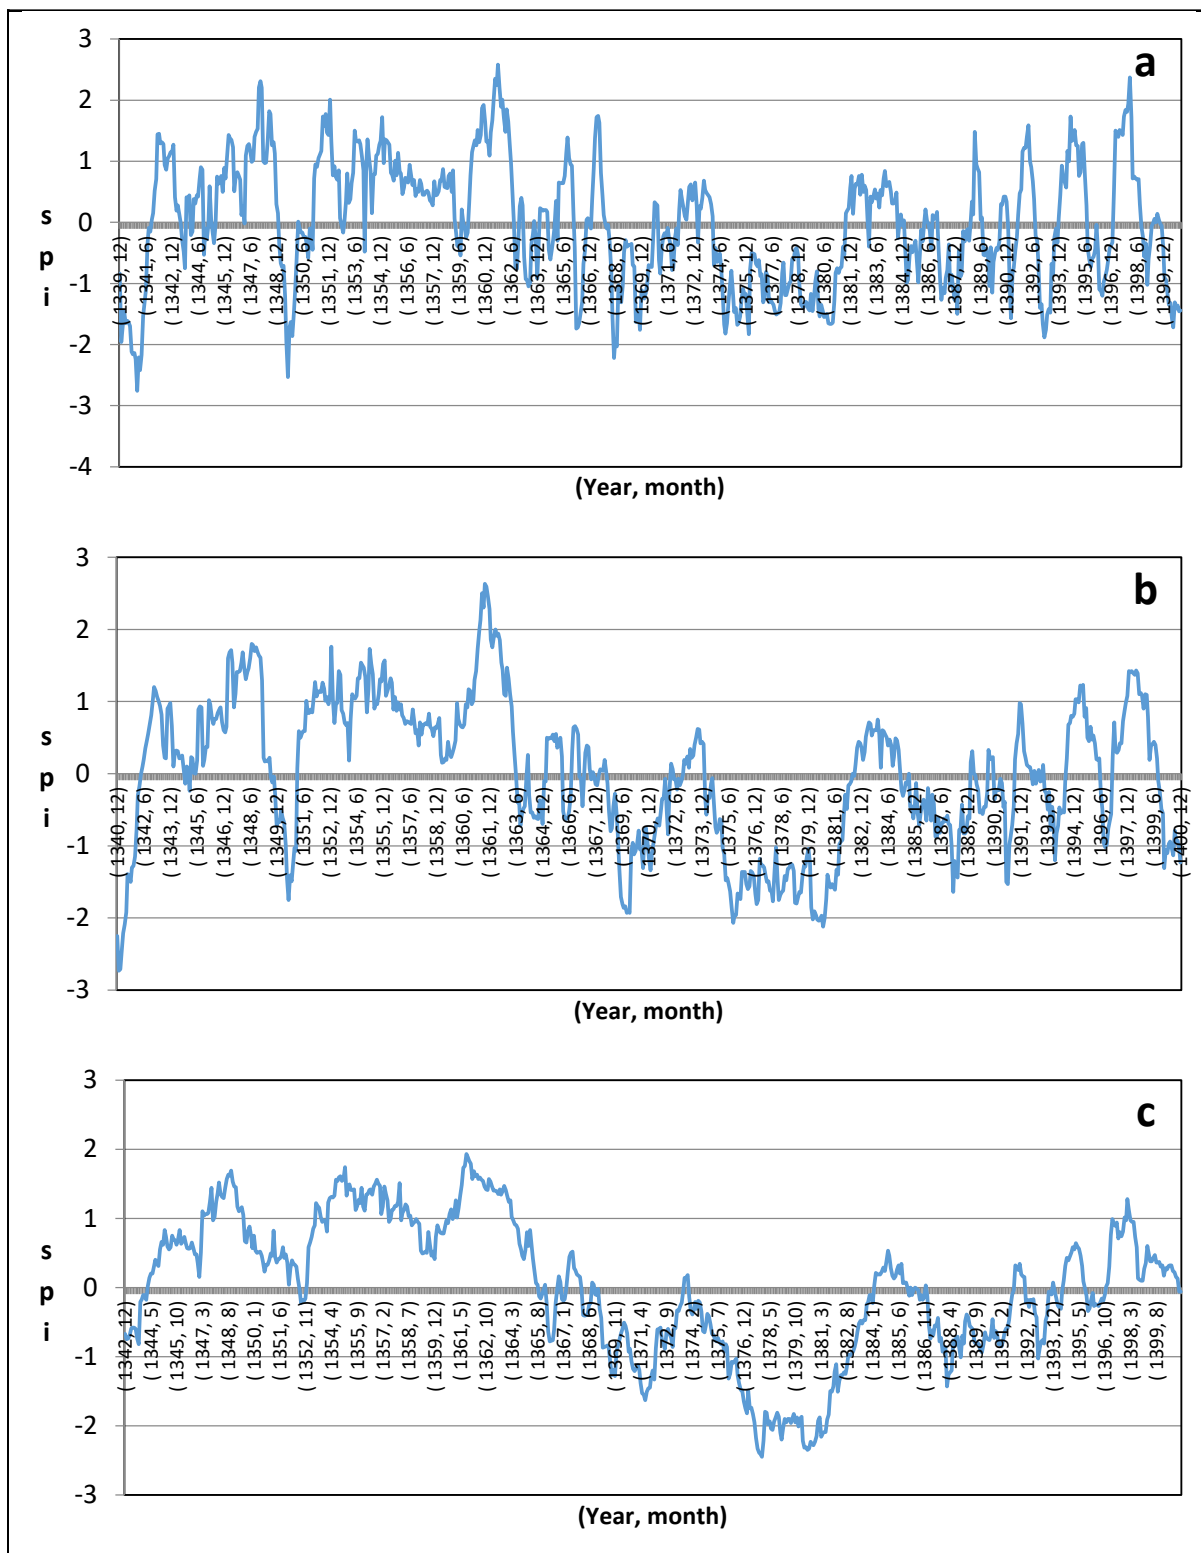 a
3
2
1
0
-1
-2
-3
-4
s
p
i
( 1339, 12)
( 1341, 6)
( 1342, 12)
( 1344, 6)
( 1345, 12)
( 1347, 6)
( 1348, 12)
( 1350, 6)
( 1351, 12)
( 1353, 6)
( 1354, 12)
( 1356, 6)
( 1357, 12)
( 1359, 6)
( 1360, 12)
( 1362, 6)
( 1363, 12)
( 1365, 6)
( 1366, 12)
( 1368, 6)
( 1369, 12)
( 1371, 6)
( 1372, 12)
( 1374, 6)
( 1375, 12)
( 1377, 6)
( 1378, 12)
( 1380, 6)
( 1381, 12)
( 1383, 6)
( 1384, 12)
( 1386, 6)
( 1387, 12)
( 1389, 6)
( 1390, 12)
( 1392, 6)
( 1393, 12)
( 1395, 6)
( 1396, 12)
( 1398, 6)
( 1399, 12)
(Year, month)
b
3
2
1
0
-1
-2
-3
s
p
i
( 1340, 12)
( 1342, 6)
( 1343, 12)
( 1345, 6)
( 1346, 12)
( 1348, 6)
( 1349, 12)
( 1351, 6)
( 1352, 12)
( 1354, 6)
( 1355, 12)
( 1357, 6)
( 1358, 12)
( 1360, 6)
( 1361, 12)
( 1363, 6)
( 1364, 12)
( 1366, 6)
( 1367, 12)
( 1369, 6)
( 1370, 12)
( 1372, 6)
( 1373, 12)
( 1375, 6)
( 1376, 12)
( 1378, 6)
( 1379, 12)
( 1381, 6)
( 1382, 12)
( 1384, 6)
( 1385, 12)
( 1387, 6)
( 1388, 12)
( 1390, 6)
( 1391, 12)
( 1393, 6)
( 1394, 12)
( 1396, 6)
( 1397, 12)
( 1399, 6)
( 1400, 12)
(Year, month)
c
3
2
1
0
-1
-2
-3
s
p
i
( 1342, 12)
( 1344, 5)
( 1345, 10)
( 1347, 3)
( 1348, 8)
( 1350, 1)
( 1351, 6)
( 1352, 11)
( 1354, 4)
( 1355, 9)
( 1357, 2)
( 1358, 7)
( 1359, 12)
( 1361, 5)
( 1362, 10)
( 1364, 3)
( 1365, 8)
( 1367, 1)
( 1368, 6)
( 1369, 11)
( 1371, 4)
( 1372, 9)
( 1374, 2)
( 1375, 7)
( 1376, 12)
( 1378, 5)
( 1379, 10)
( 1381, 3)
( 1382, 8)
( 1384, 1)
( 1385, 6)
( 1386, 11)
( 1388, 4)
( 1389, 9)
( 1391, 2)
( 1392, 7)
( 1393, 12)
( 1395, 5)
( 1396, 10)
( 1398, 3)
( 1399, 8)
(Year, month)